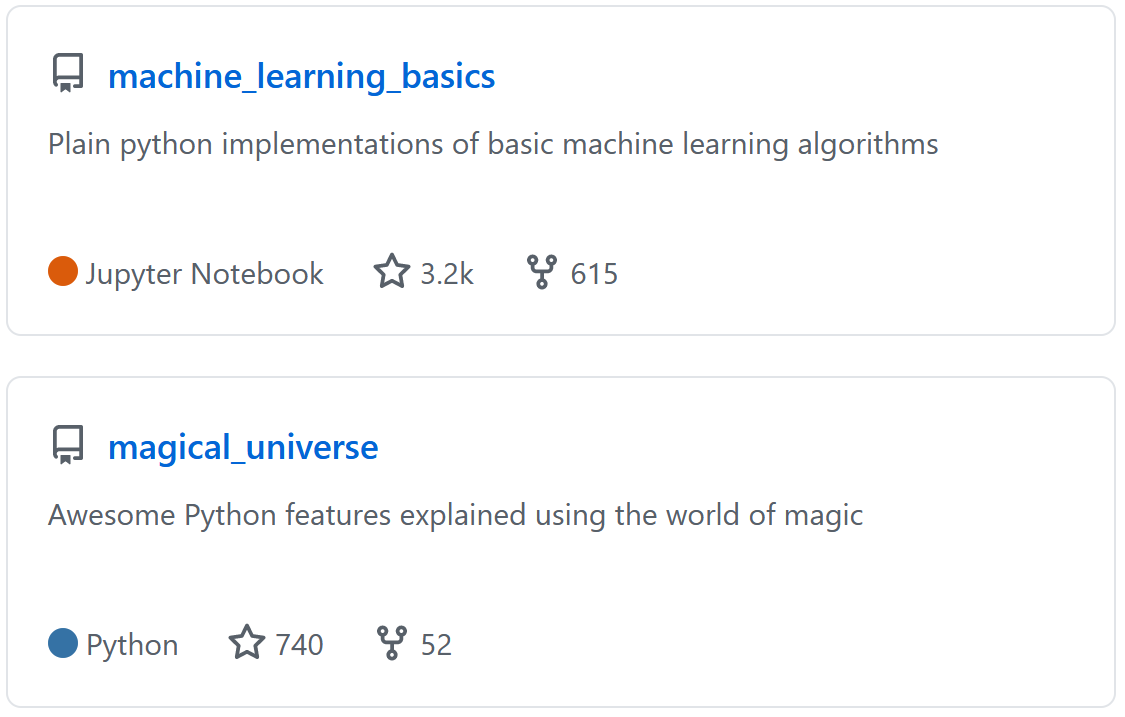 machine_learning_basics
Plain python implementations of basic machine learning algorithms
Jupyter Notebook 3.2k 615
magical_universe
Awesome Python features explained using the world of magic
Python 740 52